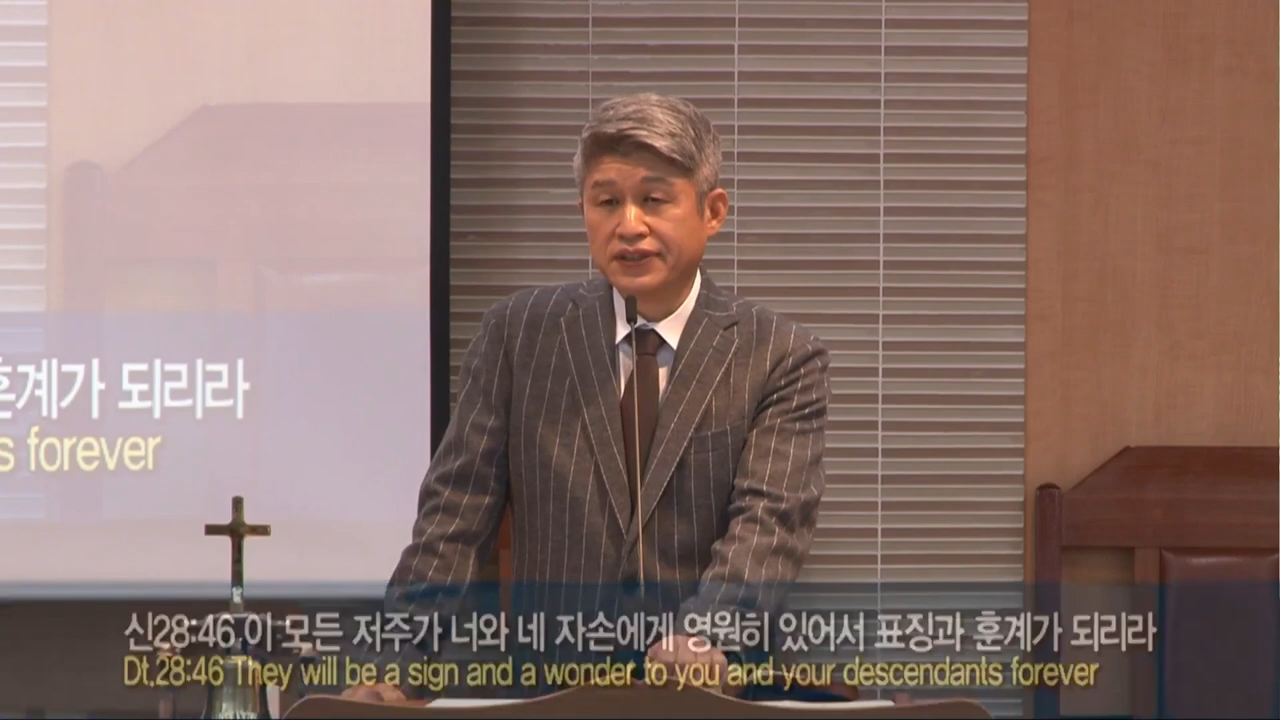 훈계가 되리라
s forever
신28:46 이 모든 저주가 너와 네 자손에게 영원히 있어서 표징과 훈계가 되리라
Dt.28:46 They will be a sign and a wonder to you and your descendants forever